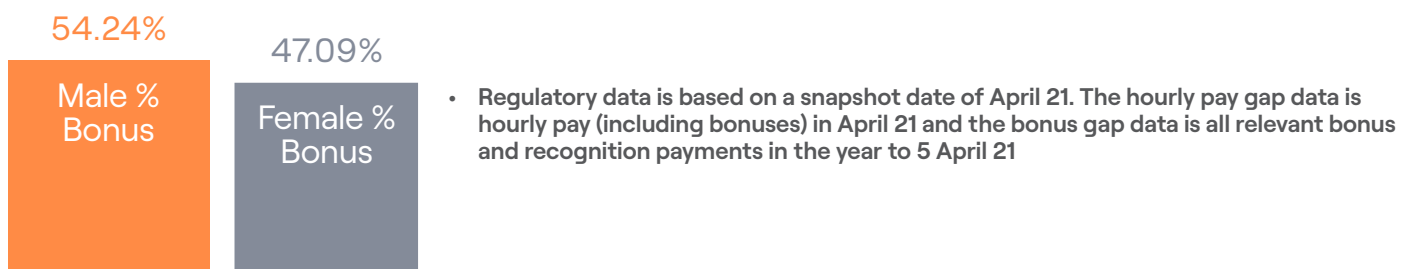 54.24%
Male %
Bonus
47.09%
Female %
Bonus
• Regulatory data is based on a snapshot date of April 21. The hourly pay gap data is
hourly pay (including bonuses) in April 21 and the bonus gap data is all relevant bonus
and recognition payments in the year to 5 April 21